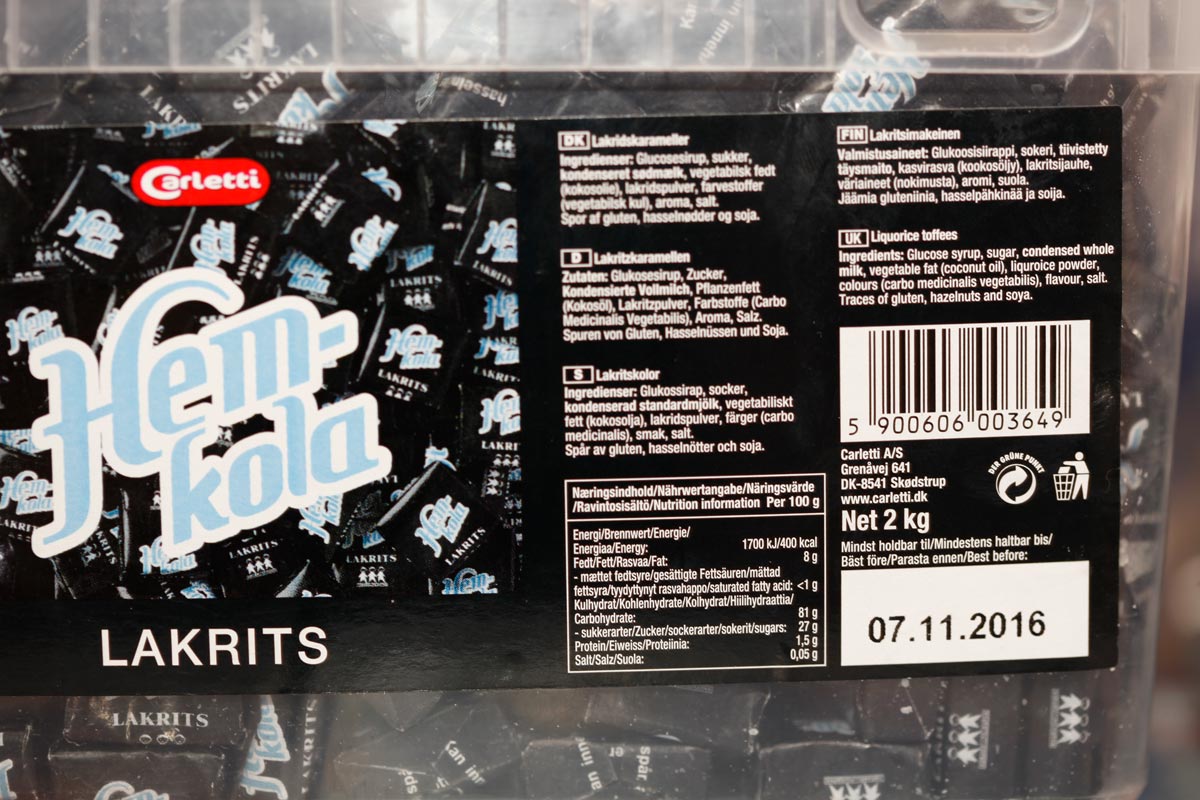 Carletti
Hem-
kola
LAKRITS
DK Lakridskarameller
Ingredienser: Glucosesirup, sukker,
kondenseret sødmælk, vegetabilsk fedt
(kokosolie), lakridspulver, farvestoffer
(vegetabilsk kul), aroma, salt.
Spor af gluten, hasselnødder og soja.
D Lakritzkaramellen
Zutaten: Glukosesirup, Zucker,
Kondensierte Vollmilch, Pflanzenfett
(Kokosöl), Lakritzpulver, Farbstoffe (Carbo
Medicinalis Vegetabilis), Aroma, Salz.
Spuren von Gluten, Hasselnüssen und Soja.
S Lakritskolor
Ingredienser: Glukossirap, socker,
kondenserad standardmjölk, vegetabiliskt
fett (kokosolja), lakridspulver, färger (carbo
medicinalis), smak, salt.
Spår av gluten, hasselnötter och soja.
Næringsindhold/Nährwertangabe/Näringsvärde
/Ravintosisältö/Nutrition information Per 100 g
Energi/Brennwert/Energie/
Energiaa/Energy: 1700 kJ/400 kcal
Fedt/Fett/Rasvaa/Fat: 8 g
- mættet fedtsyre/gesättigte Fettsäuren/mättad
fettsyra/tyydyttynyt rasvahappo/saturated fatty acid: <1 g
Kulhydrat/Kohlenhydrate/Kolhydrat/Hiilihydraattia/
Carbohydrate: 81 g
- sukkerarter/Zucker/sockerarter/sokerit/sugars: 27 g
Protein/Eiweiss/Proteiinia: 1,5 g
Salt/Salz/Suola: 0,05 g
FIN Lakritsimakeinen
Valmistusaineet: Glukoosisiirappi, sokeri, tiivistetty
täysmaito, kasvirasva (kookosöljy), lakritsijauhe,
väriaineet (nokimusta), aromi, suola.
Jäämia gluteniinia, hasselpähkinää ja soija.
UK Liquorice toffees
Ingredients: Glucose syrup, sugar, condensed whole
milk, vegetable fat (coconut oil), liquroice powder,
colours (carbo medicinalis vegetabilis), flavour, salt.
Traces of gluten, hazelnuts and soya.
5 900606 003649
Carletti A/S
Grenåvej 641
DK-8541 Skødstrup
www.carletti.dk
DER GRÜNE PUNKT
Net 2 kg
Mindst holdbar til/Mindestens haltbar bis/
Bäst före/Parasta ennen/Best before:
07.11.2016
LAKRITS